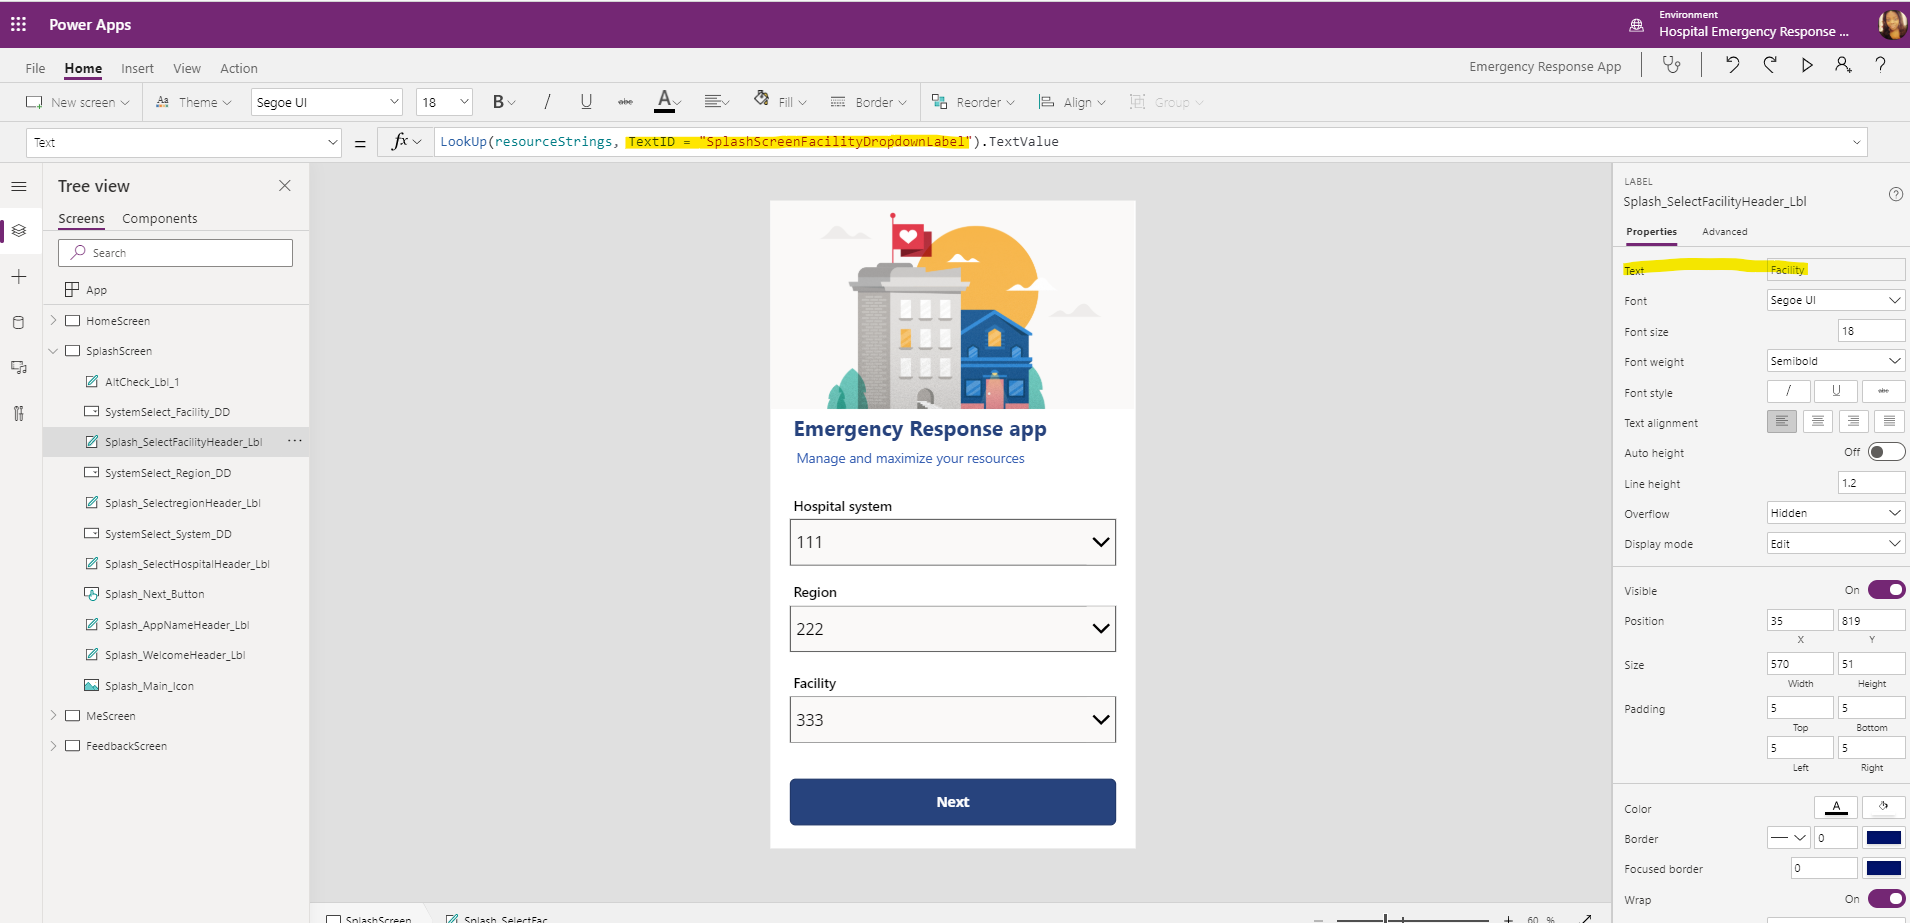 Power Apps
Environment
Hospital Emergency Response ...
File Home Insert View Action
Emergency Response App
New screen Theme Segoe UI 18 B / U abc A Fill Border Reorder Align Group
Text = fx LookUp(resourceStrings, TextID = "SplashScreenFacilityDropdownLabel").TextValue
Tree view
Screens Components
Search
App
HomeScreen
SplashScreen
AltCheck_Lbl_1
SystemSelect_Facility_DD
Splash_SelectFacilityHeader_Lbl ...
SystemSelect_Region_DD
Splash_SelectregionHeader_Lbl
SystemSelect_System_DD
Splash_SelectHospitalHeader_Lbl
Splash_Next_Button
Splash_AppNameHeader_Lbl
Splash_WelcomeHeader_Lbl
Splash_Main_Icon
MeScreen
FeedbackScreen
Emergency Response app
Manage and maximize your resources
Hospital system
111
Region
222
Facility
333
Next
SplashScreen Splash_SelectFac...
60 %
LABEL
Splash_SelectFacilityHeader_Lbl
Properties Advanced
Text Facility
Font Segoe UI
Font size 18
Font weight Semibold
Font style / U abc
Text alignment
Auto height Off
Line height 1.2
Overflow Hidden
Display mode Edit
Visible On
Position 35 819
X Y
Size 570 51
Width Height
Padding 5 5
Top Bottom
5 5
Left Right
Color A
Border 0
Focused border 0
Wrap On